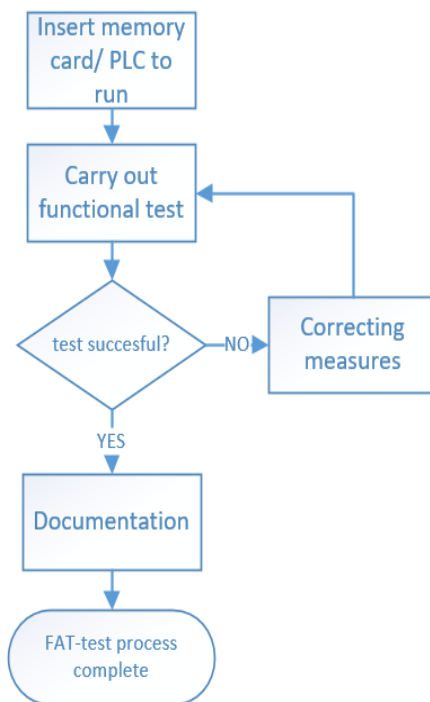 Insert memory
card/ PLC to
run
Carry out
functional test
test succesful?
NO
Correcting
measures
YES
Documentation
FAT-test process
complete